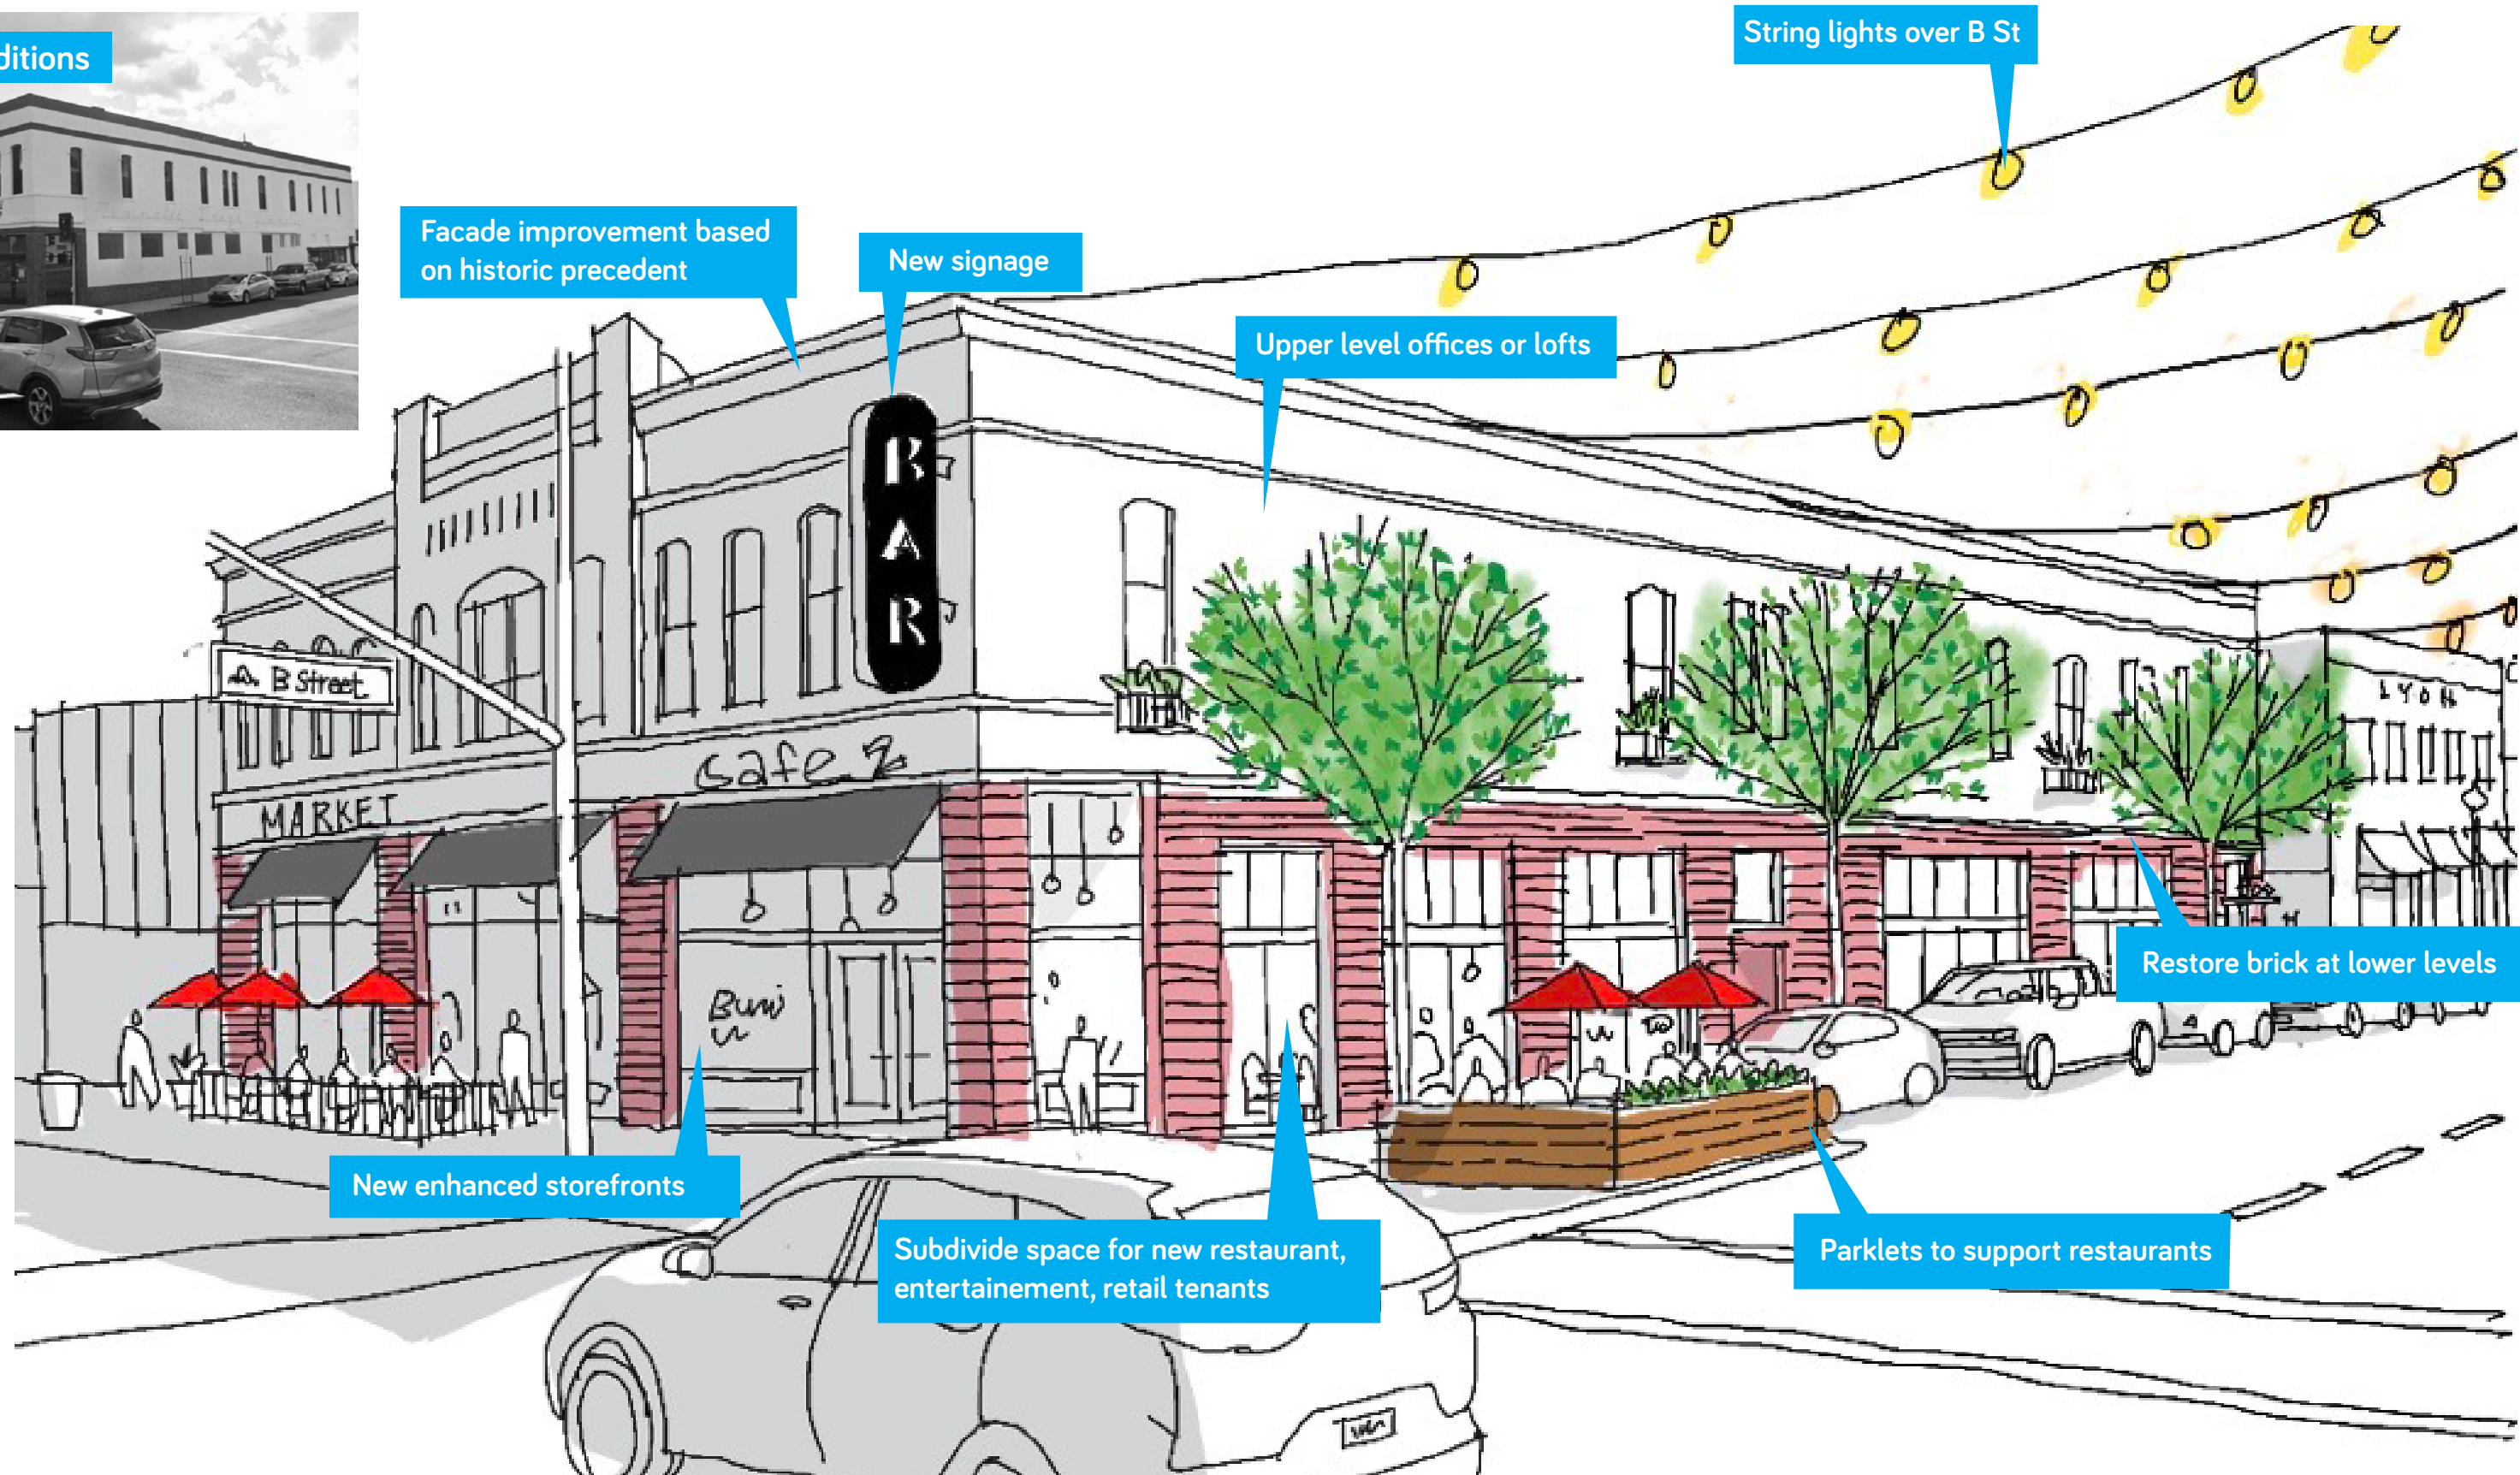 ditions
String lights over B St
Facade improvement based
on historic precedent
New signage
Upper level offices or lofts
BAR
B Street
MARKET
Cafe
LYON
Restore brick at lower levels
New enhanced storefronts
Subdivide space for new restaurant,
entertainement, retail tenants
Parklets to support restaurants